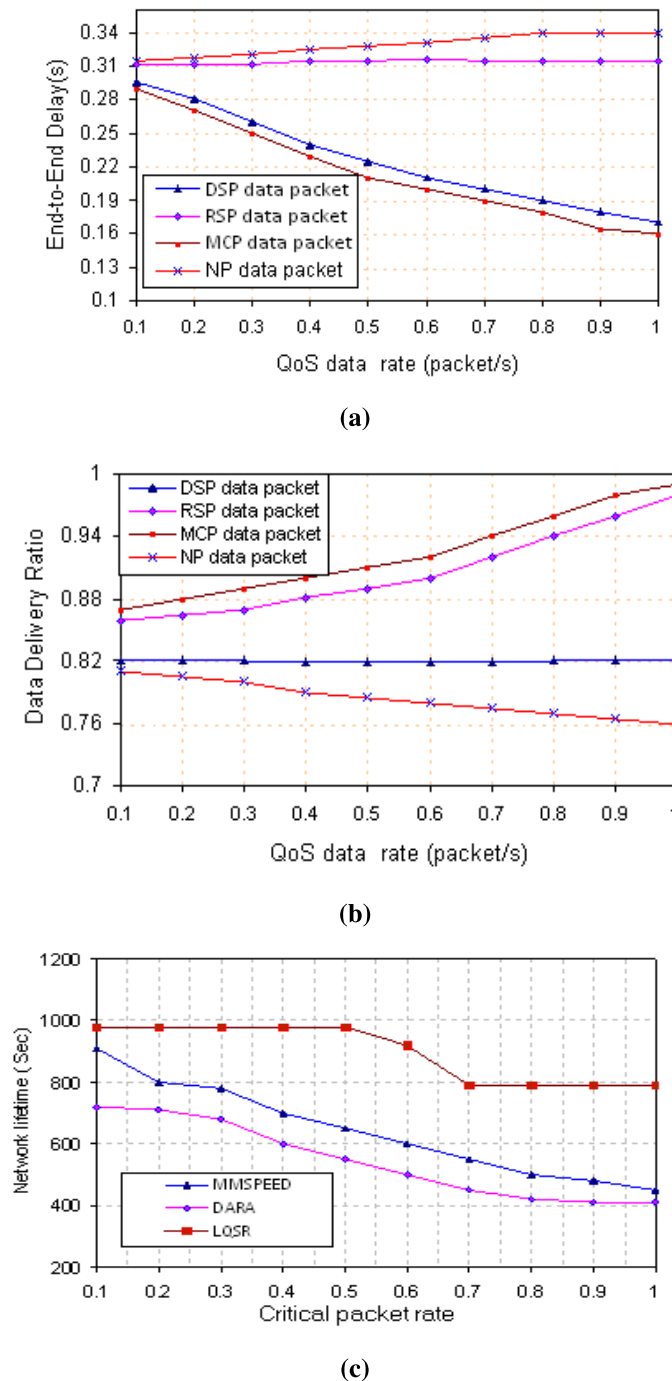 0.34
0.31
0.28
0.25
0.22
0.19
0.16
0.13
0.1
End-to-End Delay(s)
DSP data packet
RSP data packet
MCP data packet
NP data packet
0.1 0.2 0.3 0.4 0.5 0.6 0.7 0.8 0.9 1
QoS data rate (packet/s)
(a)
1
0.94
0.88
0.82
0.76
0.7
Data Delivery Ratio
DSP data packet
RSP data packet
MCP data packet
NP data packet
0.1 0.2 0.3 0.4 0.5 0.6 0.7 0.8 0.9 1
QoS data rate (packet/s)
(b)
1200
1000
800
600
400
200
Network lifetime (Sec)
MMSPEED
DARA
LQSR
0.1 0.2 0.3 0.4 0.5 0.6 0.7 0.8 0.9 1
Critical packet rate
(c)